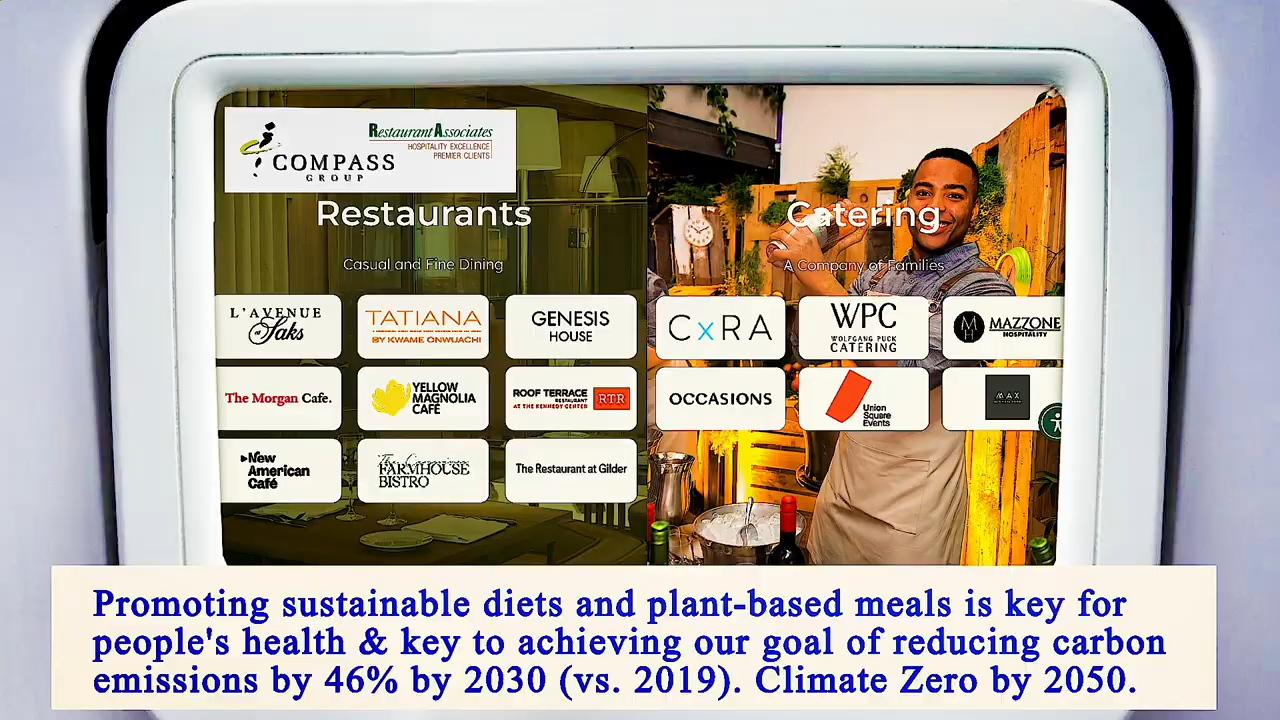 COMPASS
GROUP
Restaurant Associates
HOSPITALITY EXCELLENCE
PREMIER CLIENTS
Restaurants
Casual and Fine Dining
L'AVENUE
Saks
TATIANA
BY KWAME ONWUACHI
GENESIS
HOUSE
The Morgan Cafe.
YELLOW
MAGNOLIA
CAFÉ
ROOF TERRACE
RESTAURANT
AT THE KENNEDY CENTER
RTR
New
American
Café
FARMHOUSE
BISTRO
The Restaurant at Gilder
Catering
A Company of Families
CxRA
WPC
WOLFGANG PUCK
CATERING
MH
MAZZONE
HOSPITALITY
OCCASIONS
Union
Square
Events
MAX
Promoting sustainable diets and plant-based meals is key for
people's health & key to achieving our goal of reducing carbon
emissions by 46% by 2030 (vs. 2019). Climate Zero by 2050.